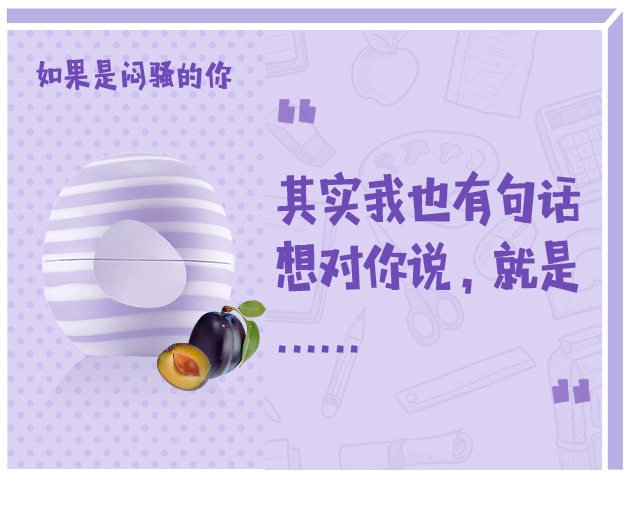 如果是闷骚的你
“
其实我也有句话
想对你说，就是
……
”